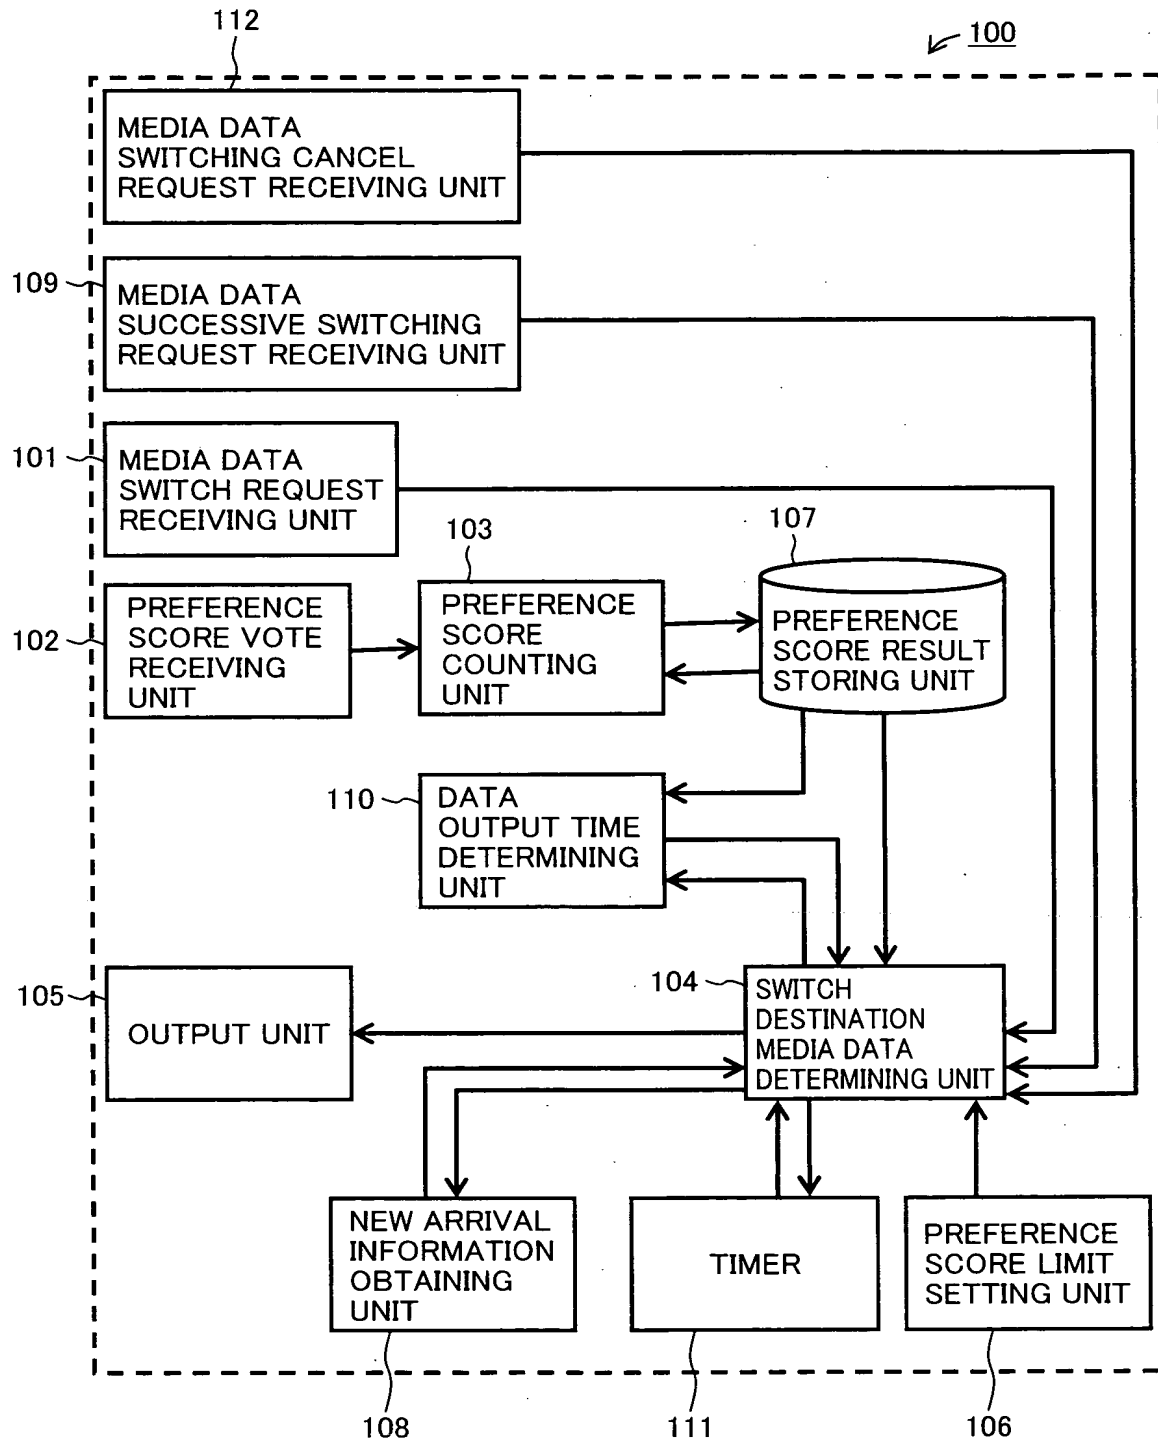 112
100
MEDIA DATA
SWITCHING CANCEL
REQUEST RECEIVING UNIT
109
MEDIA DATA
SUCCESSIVE SWITCHING
REQUEST RECEIVING UNIT
101
MEDIA DATA
SWITCH REQUEST
RECEIVING UNIT
103
107
102
PREFERENCE
SCORE VOTE
RECEIVING
UNIT
PREFERENCE
SCORE
COUNTING
UNIT
PREFERENCE
SCORE RESULT
STORING UNIT
110
DATA
OUTPUT TIME
DETERMINING
UNIT
105
OUTPUT UNIT
104
SWITCH
DESTINATION
MEDIA DATA
DETERMINING UNIT
NEW ARRIVAL
INFORMATION
OBTAINING
UNIT
TIMER
PREFERENCE
SCORE LIMIT
SETTING UNIT
108
111
106